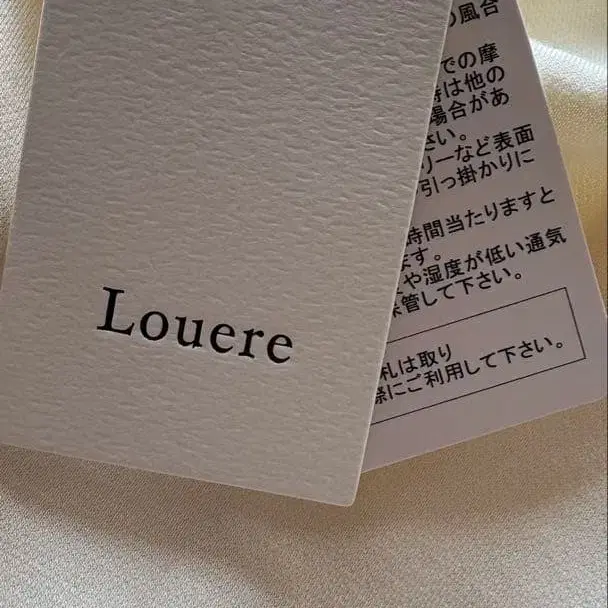 Louere
の風合
での摩
時は他の
場合があ
さい。
リーなど表面
引っ掛かりに
時間当たりますと
ます。
や湿度が低い通気
保管して下さい。
札は取り
際にご利用して下さい。